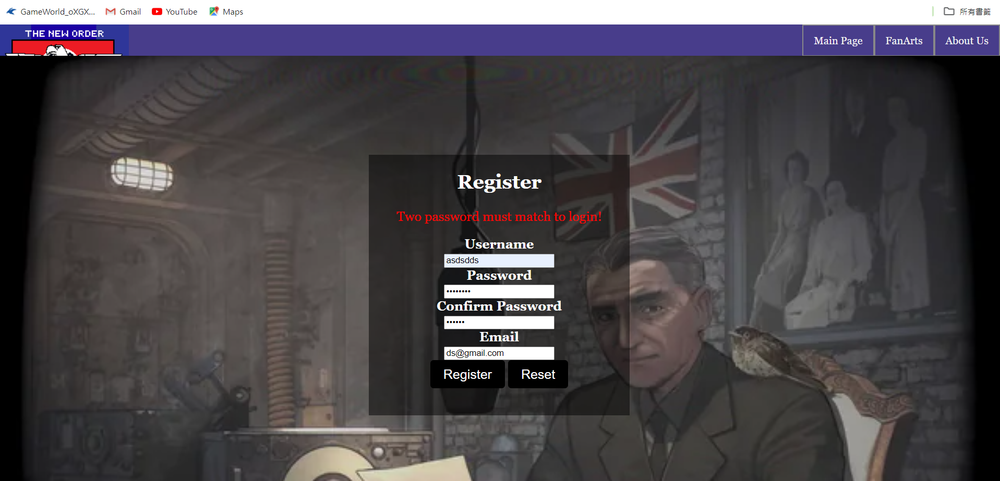 GameWorld_oXGX...
Gmail
YouTube
Maps
所有書籤
THE NEW ORDER
Main Page
FanArts
About Us
Register
Two password must match to login!
Username
asdsdds
Password
••••••••
Confirm Password
••••••
Email
ds@gmail.com
Register
Reset